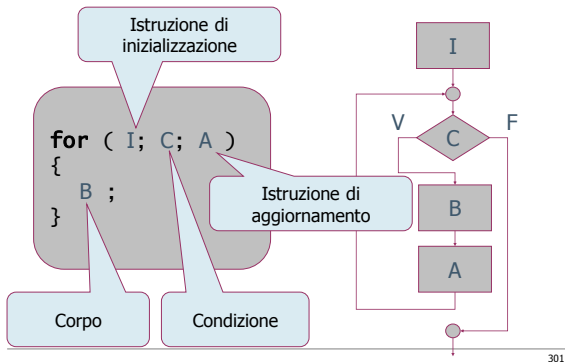 Istruzione di
inizializzazione
for ( I; C; A )
{
B ;
}
Istruzione di
aggiornamento
Corpo
Condizione
I
V
F
C
B
A
301